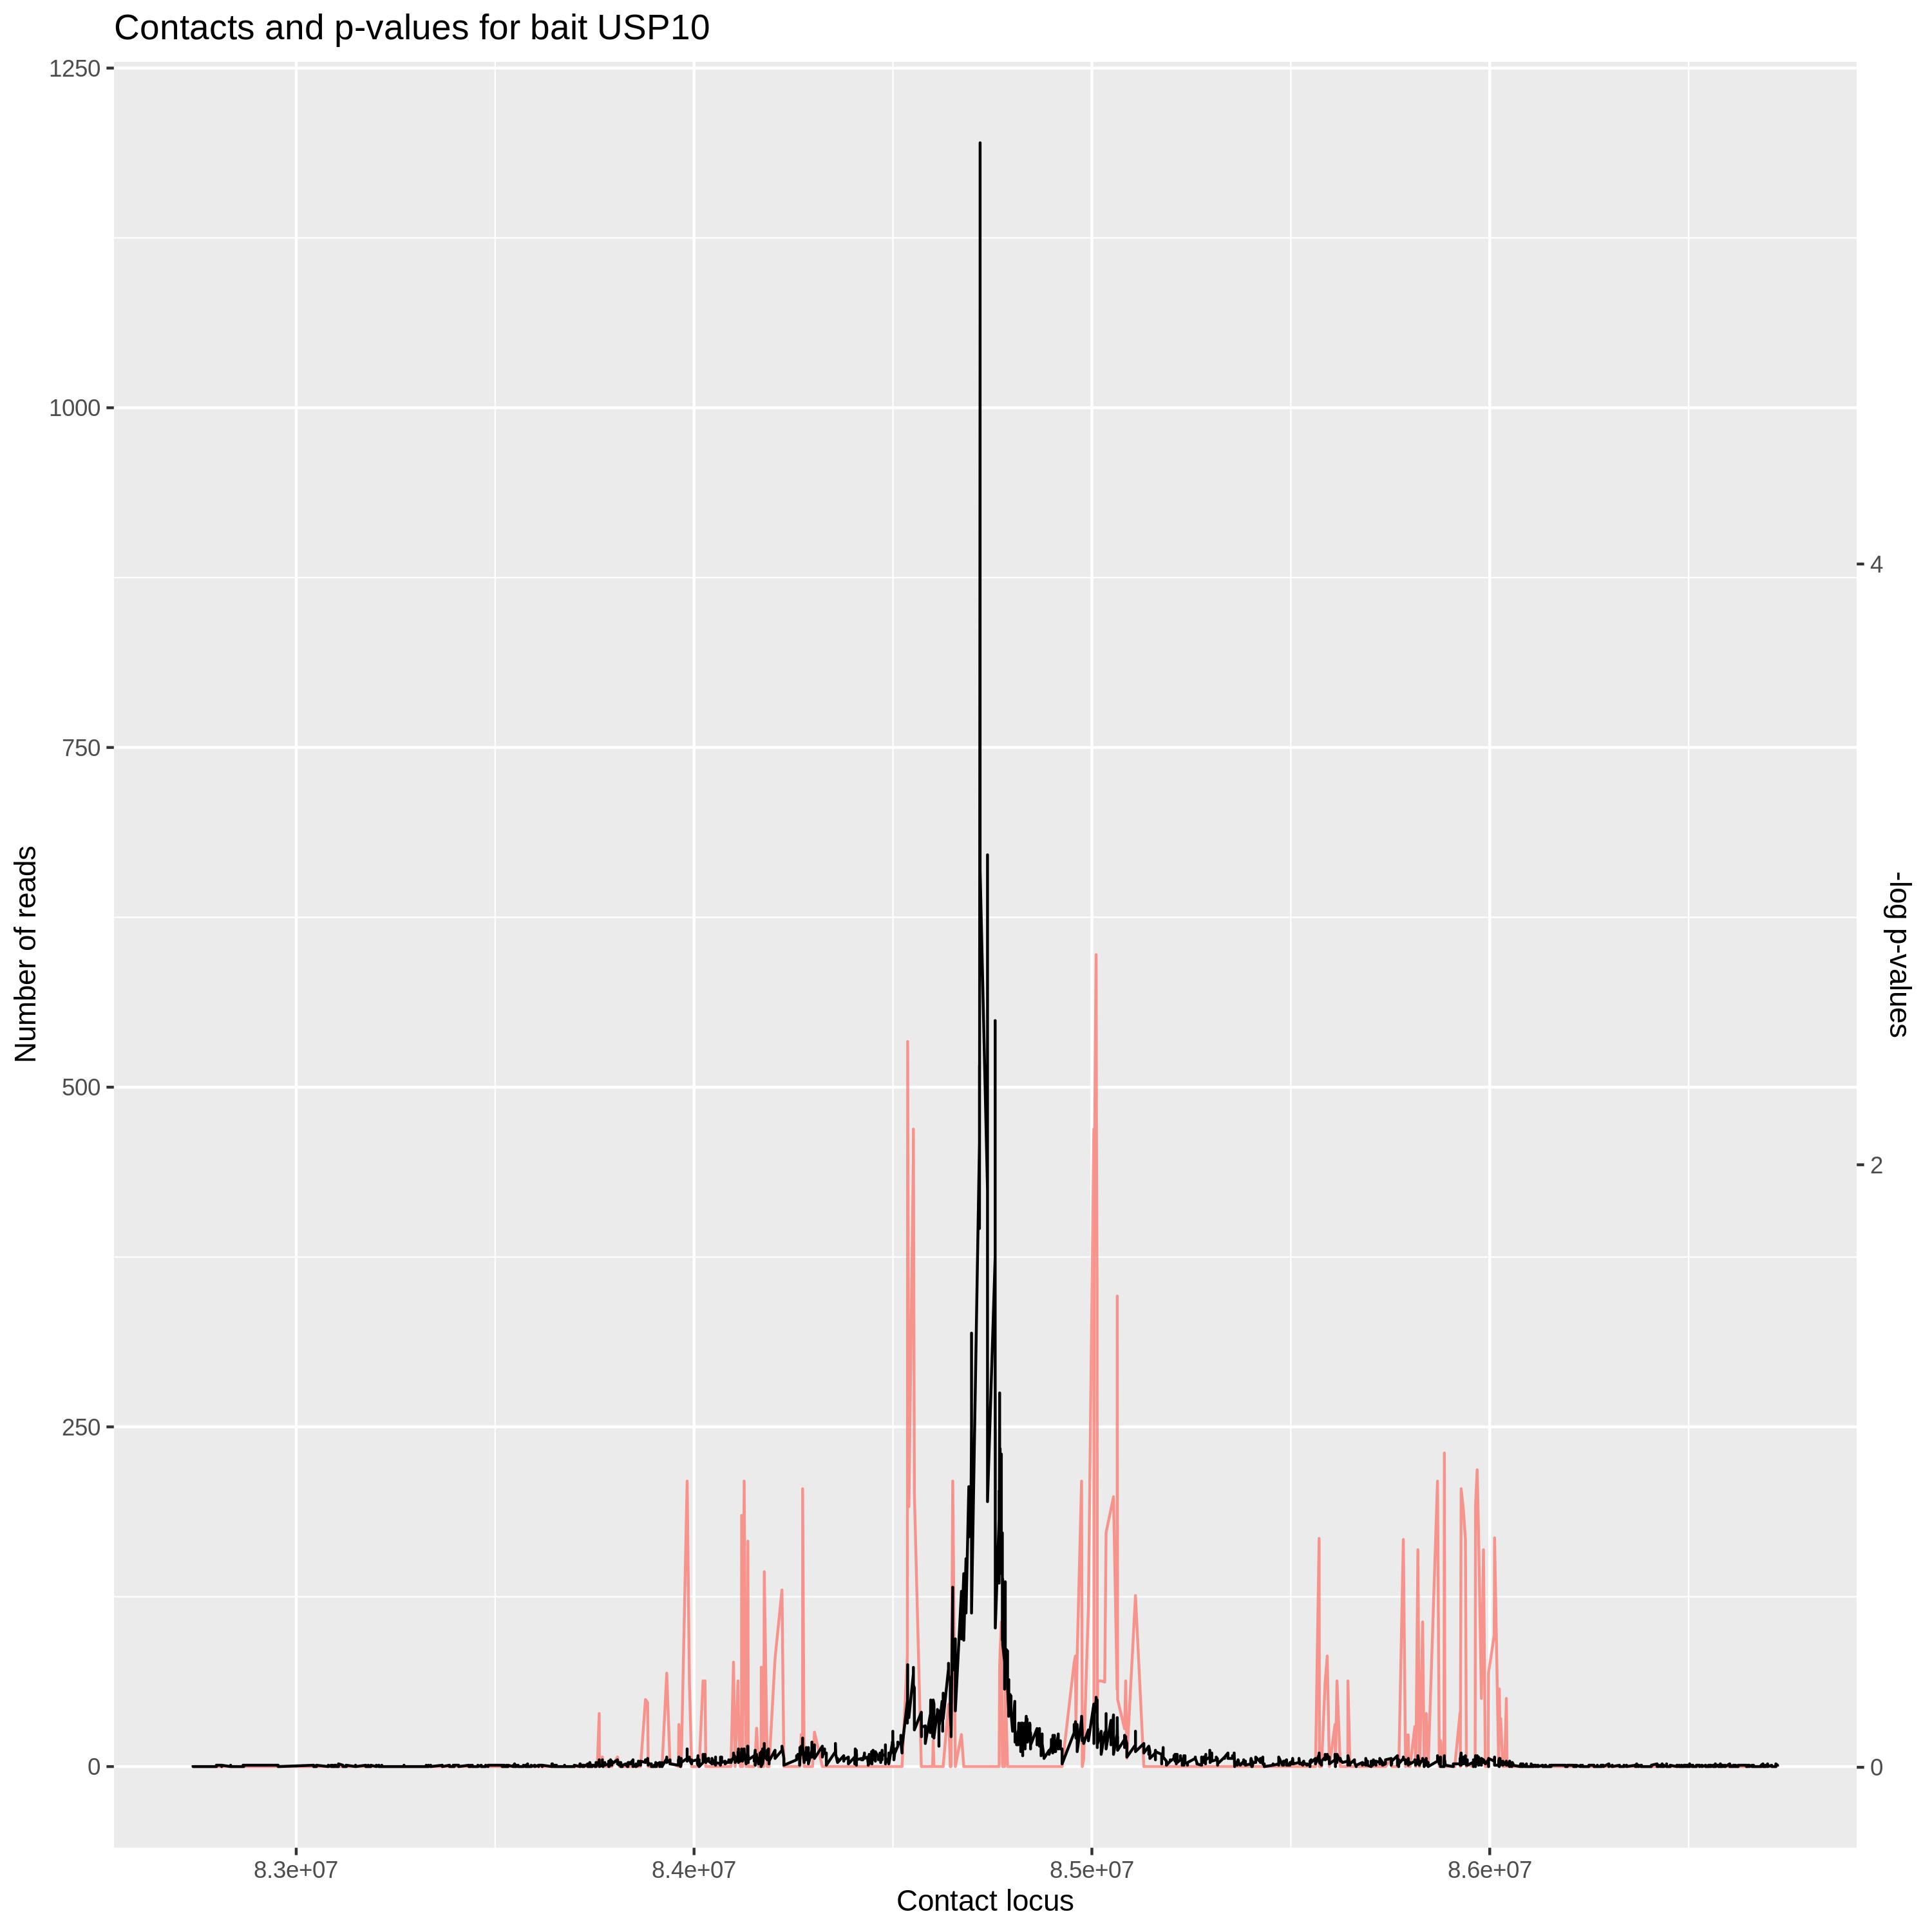 Contacts and p-values for bait USP10
1250
1000
750
500
250
0
Number of reads
4
2
0
-log p-values
8.3e+07
8.4e+07
8.5e+07
8.6e+07
Contact locus